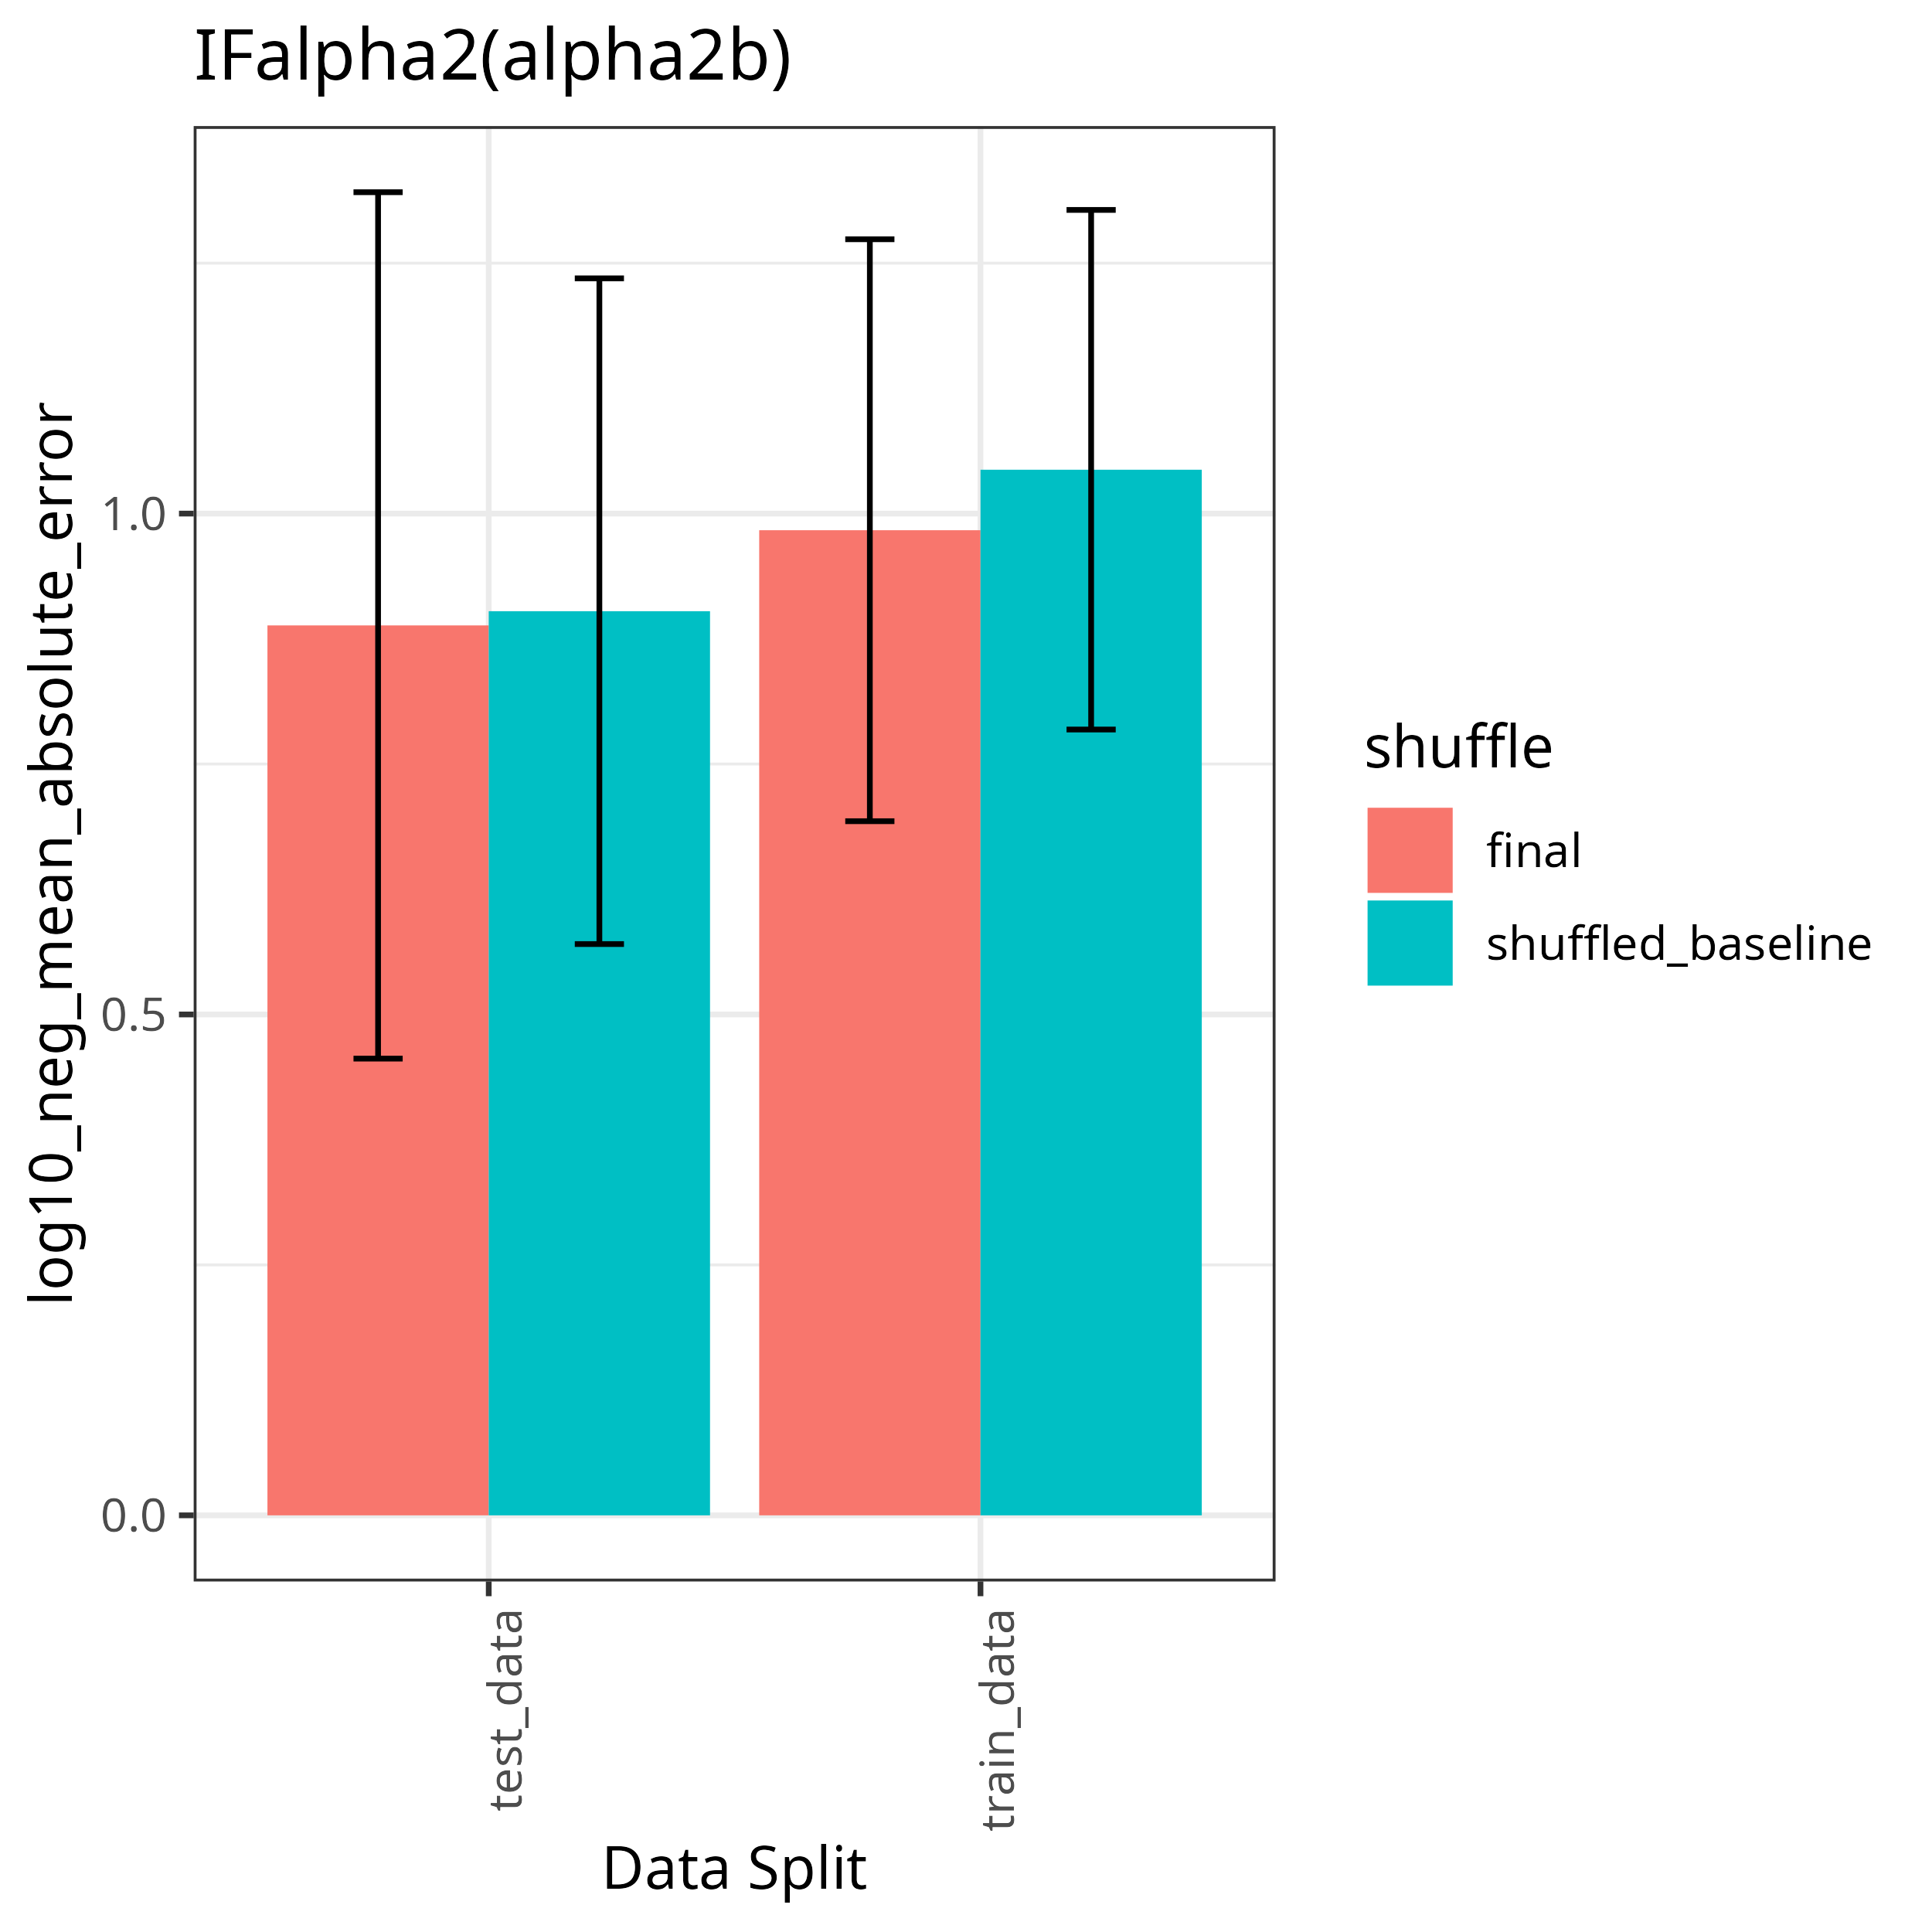 IFalpha2(alpha2b)
log10_neg_mean_absolute_error
1.0
0.5
0.0
test_data
train_data
Data Split
shuffle
final
shuffled_baseline